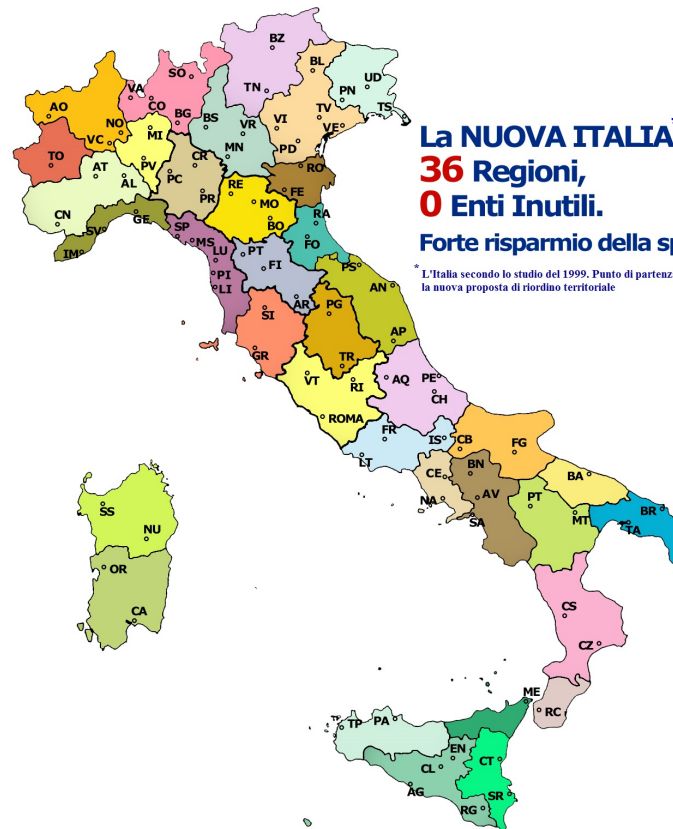 BZ
SO
BL
UD
TN
PN
VA
CO
TV
TS
AO
BG
BS
VI
VE
NO
MI
VR
VC
PD
La NUOVA ITALIA*
TO
AT
PV
CR
MN
RO
36 Regioni,
AL
PC
PR
RE
FE
MO
0 Enti Inutili.
CN
GE
BO
RA
SV
SP
MS
FO
Forte risparmio della sp
IM
LU
PT
PS
PI
FI
* L'Italia secondo lo studio del 1999. Punto di partenz
la nuova proposta di riordino territoriale
LI
AR
AN
SI
PG
AP
GR
TR
VT
RI
AQ
PE
CH
ROMA
FR
IS
CB
FG
LT
CE
BN
BA
NA
AV
PT
SA
MT
BR
TA
SS
NU
OR
CA
CS
CZ
ME
RC
TP
PA
EN
CL
CT
AG
SR
RG